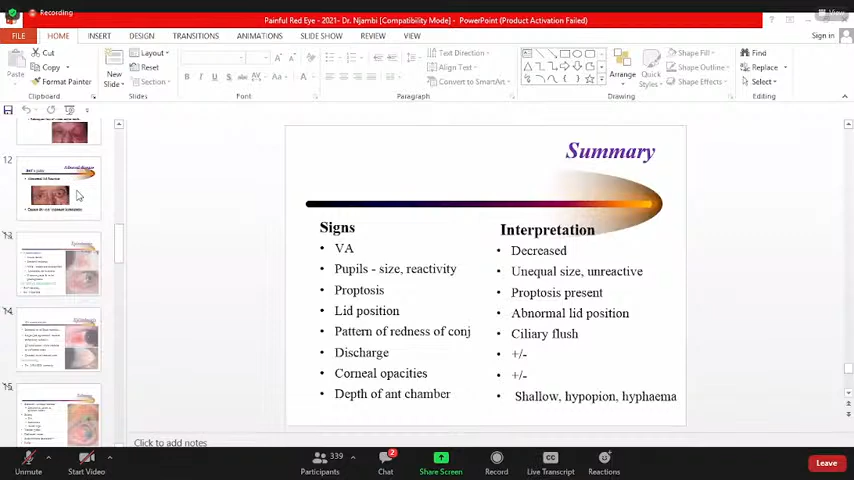 Recording
Painful Red Eye - 2021- Dr. Njambi [Compatibility Mode] - PowerPoint (Product Activation Failed)
View
FILE HOME INSERT DESIGN TRANSITIONS ANIMATIONS SLIDE SHOW REVIEW VIEW Sign in
Cut
Copy
Format Painter
Paste
Clipboard
New
Slide
Layout
Reset
Section
Slides
Font
Paragraph
Text Direction
Align Text
Convert to SmartArt
Arrange
Quick
Styles
Shape Fill
Shape Outline
Shape Effects
Drawing
Find
Replace
Select
Editing
12
13
14
15
Summary
Signs
• VA
• Pupils - size, reactivity
• Proptosis
• Lid position
• Pattern of redness of conj
• Discharge
• Corneal opacities
• Depth of ant chamber
Interpretation
• Decreased
• Unequal size, unreactive
• Proptosis present
• Abnormal lid position
• Ciliary flush
• +/-
• +/-
• Shallow, hypopion, hyphaema
Click to add notes
Unmute
Start Video
339
Participants
2
Chat
Share Screen
Record
CC
Live Transcript
Reactions
Leave